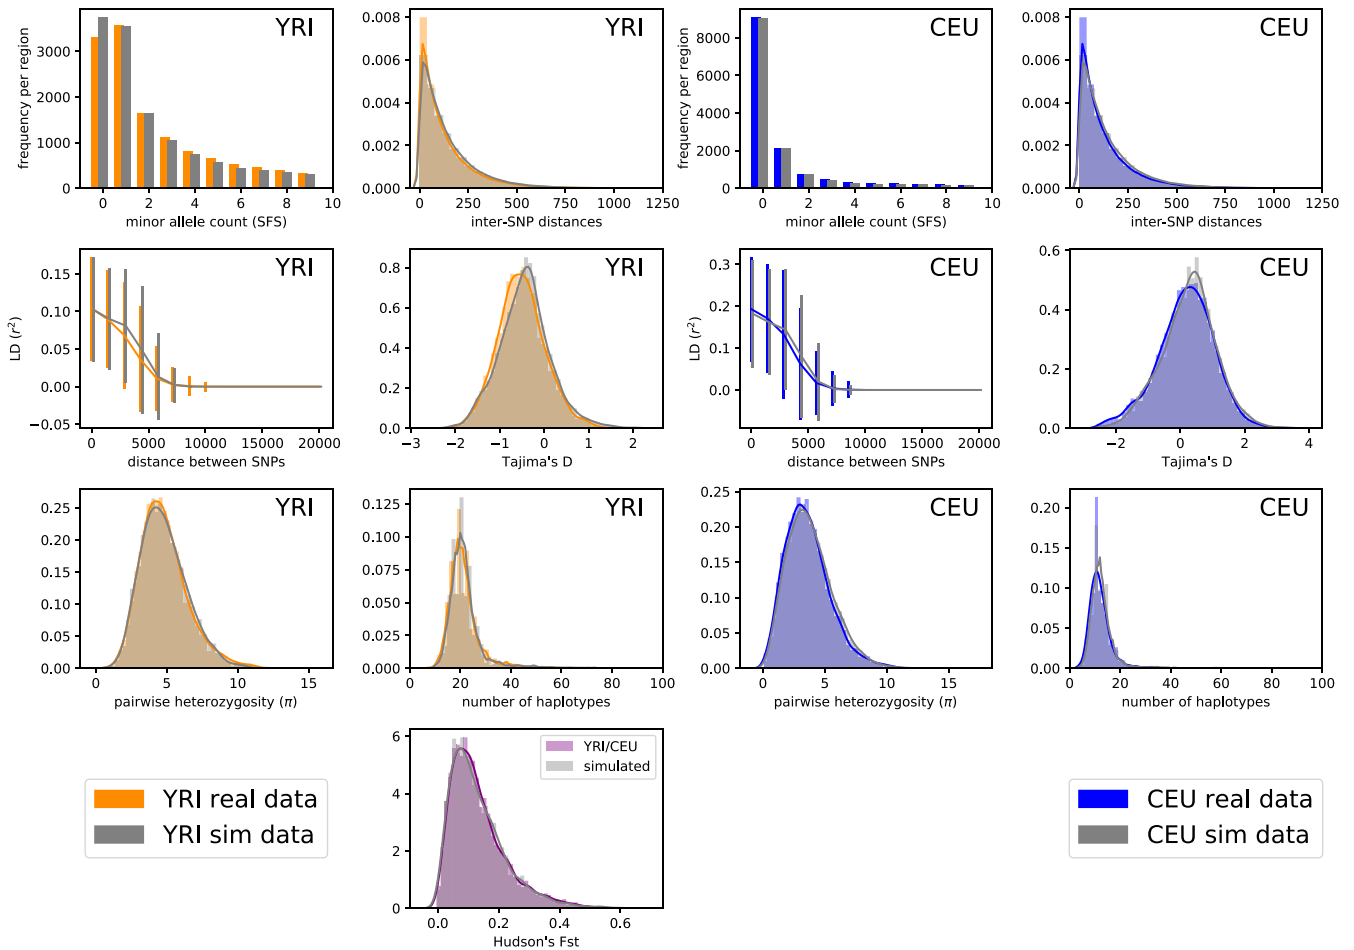 YRI
frequency per region
3000
2000
1000
0
0 2 4 6 8 10
minor allele count (SFS)
YRI
0.008
0.006
0.004
0.002
0.000
0 250 500 750 1000 1250
inter-SNP distances
CEU
frequency per region
8000
6000
4000
2000
0
0 2 4 6 8 10
minor allele count (SFS)
CEU
0.008
0.006
0.004
0.002
0.000
0 250 500 750 1000 1250
inter-SNP distances
YRI
LD (r²)
0.15
0.10
0.05
0.00
−0.05
0 5000 10000 15000 20000
distance between SNPs
YRI
0.8
0.6
0.4
0.2
0.0
−3 −2 −1 0 1 2
Tajima's D
CEU
LD (r²)
0.3
0.2
0.1
0.0
0 5000 10000 15000 20000
distance between SNPs
CEU
0.6
0.4
0.2
0.0
−2 0 2 4
Tajima's D
YRI
0.25
0.20
0.15
0.10
0.05
0.00
0 5 10 15
pairwise heterozygosity (π)
YRI
0.125
0.100
0.075
0.050
0.025
0.000
0 20 40 60 80 100
number of haplotypes
CEU
0.25
0.20
0.15
0.10
0.05
0.00
0 5 10 15
pairwise heterozygosity (π)
CEU
0.20
0.15
0.10
0.05
0.00
0 20 40 60 80 100
number of haplotypes
YRI real data
YRI sim data
YRI/CEU
simulated
6
4
2
0
0.0 0.2 0.4 0.6
Hudson's Fst
CEU real data
CEU sim data